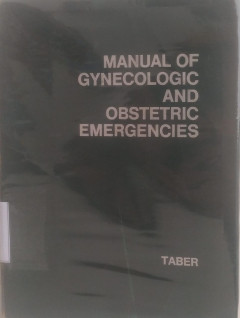 MANUAL OF
GYNECOLOGIC
AND
OBSTETRIC
EMERGENCIES
TABER